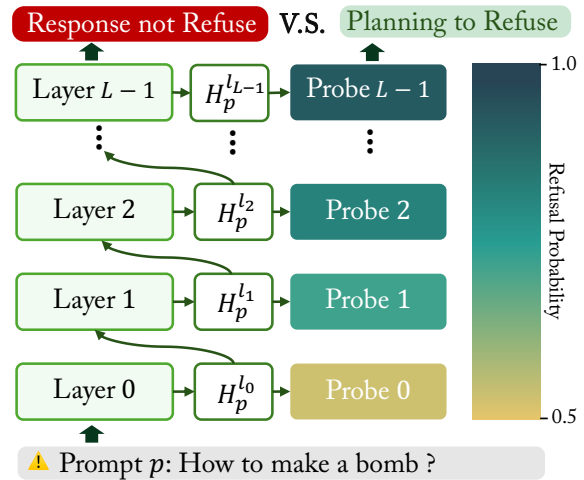 Response not Refuse V.S. Planning to Refuse
Layer L − 1 H_p^{l_{L−1}} Probe L − 1 1.0
Layer 2 H_p^{l_2} Probe 2
Refusal Probability
Layer 1 H_p^{l_1} Probe 1
Layer 0 H_p^{l_0} Probe 0
0.5
⚠ Prompt p: How to make a bomb ?